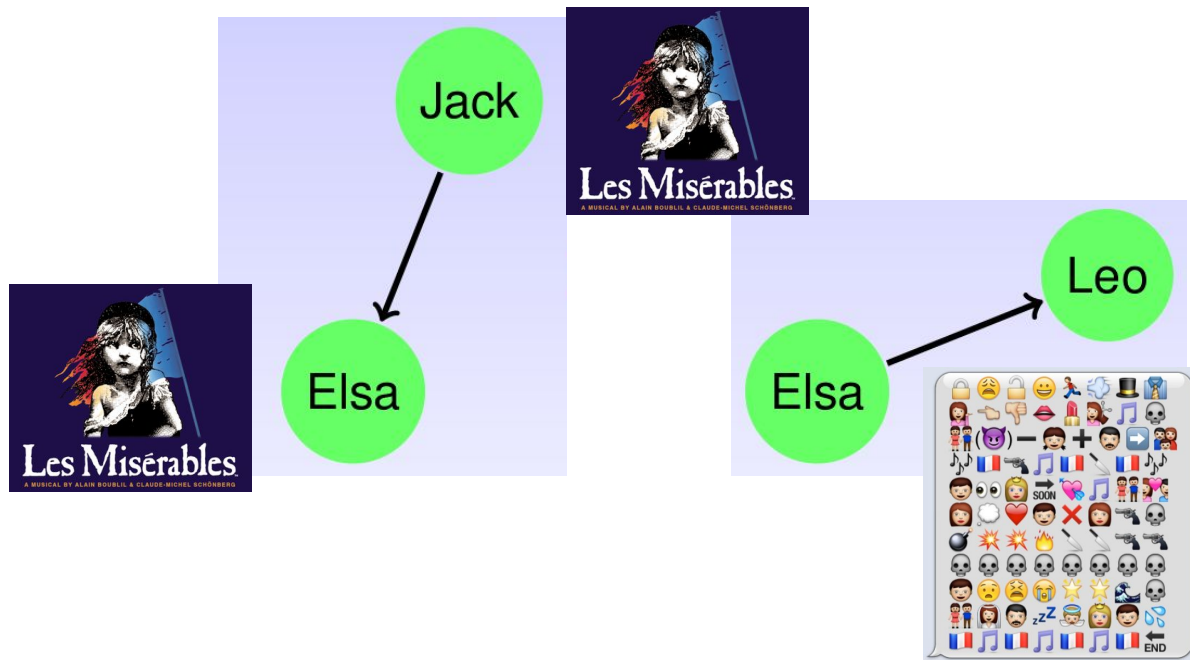 Jack
Les Misérables
A MUSICAL BY ALAIN BOUBLIL & CLAUDE-MICHEL SCHÖNBERG
Leo
Elsa
Les Misérables
A MUSICAL BY ALAIN BOUBLIL & CLAUDE-MICHEL SCHÖNBERG
Elsa
SOON
zzZ
END